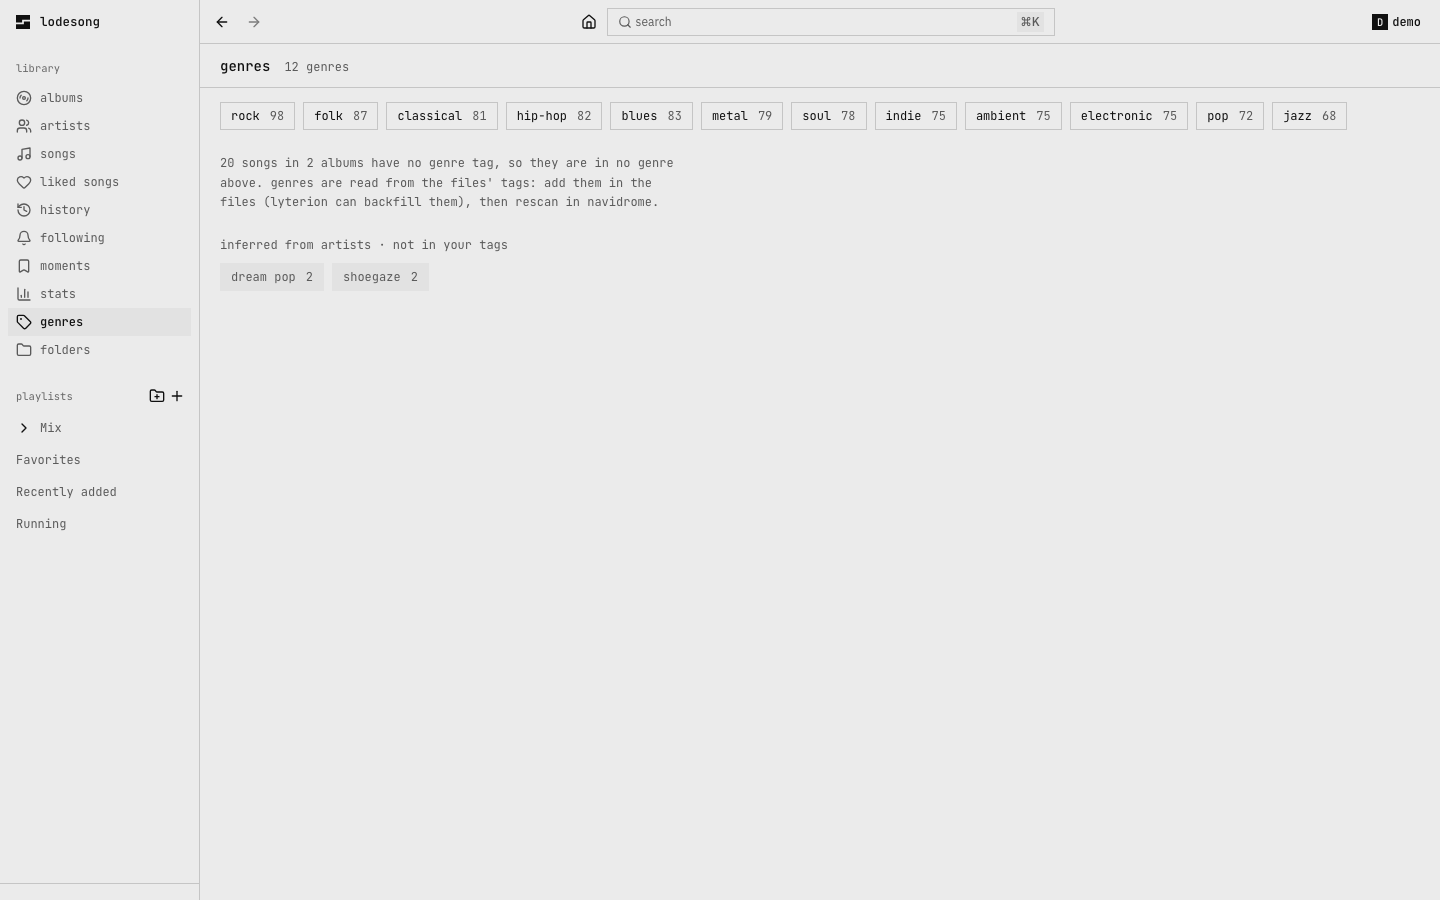 lodesong
search
⌘K
D demo
library
albums
artists
songs
liked songs
history
following
moments
stats
genres
folders
playlists
Mix
Favorites
Recently added
Running
genres 12 genres
rock 98 folk 87 classical 81 hip-hop 82 blues 83 metal 79 soul 78 indie 75 ambient 75 electronic 75 pop 72 jazz 68
20 songs in 2 albums have no genre tag, so they are in no genre
above. genres are read from the files' tags: add them in the
files (lyterion can backfill them), then rescan in navidrome.
inferred from artists · not in your tags
dream pop 2 shoegaze 2